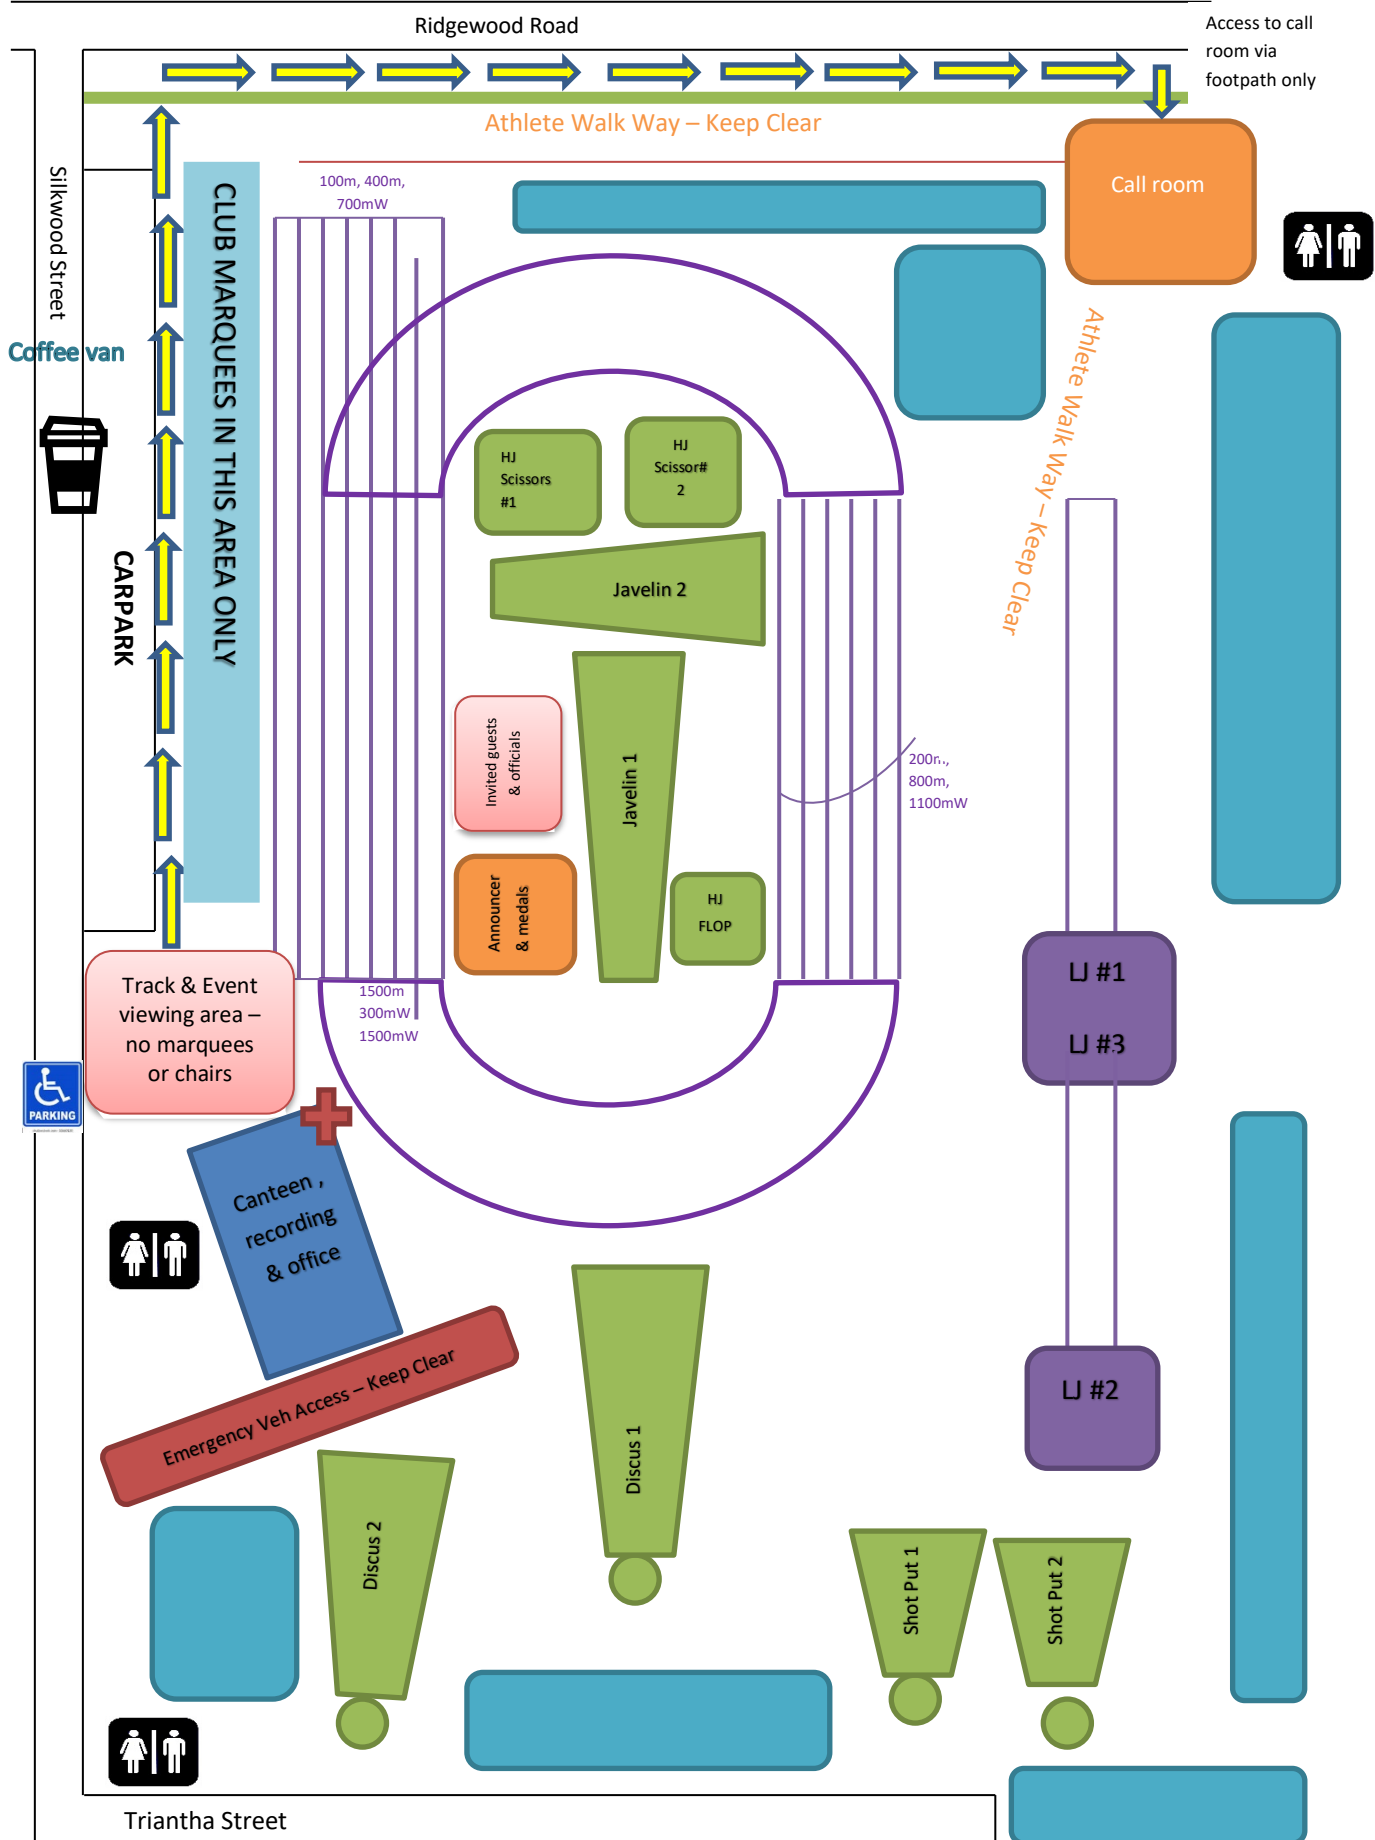 Ridgewood Road
Access to call
room via
footpath only
Athlete Walk Way – Keep Clear
Call room
100m, 400m,
700mW
Silkwood Street
CLUB MARQUEES IN THIS AREA ONLY
Coffee van
CARPARK
Athlete Walk Way – Keep Clear
HJ
Scissors
#1
HJ
Scissor#
2
Javelin 2
Invited guests
& officials
Javelin 1
200m,
800m,
1100mW
Announcer
& medals
HJ
FLOP
Track & Event
viewing area –
no marquees
or chairs
1500m
300mW
1500mW
LJ #1
LJ #3
PARKING
Canteen ,
recording
& office
Emergency Veh Access – Keep Clear
LJ #2
Discus 1
Discus 2
Shot Put 1
Shot Put 2
Triantha Street